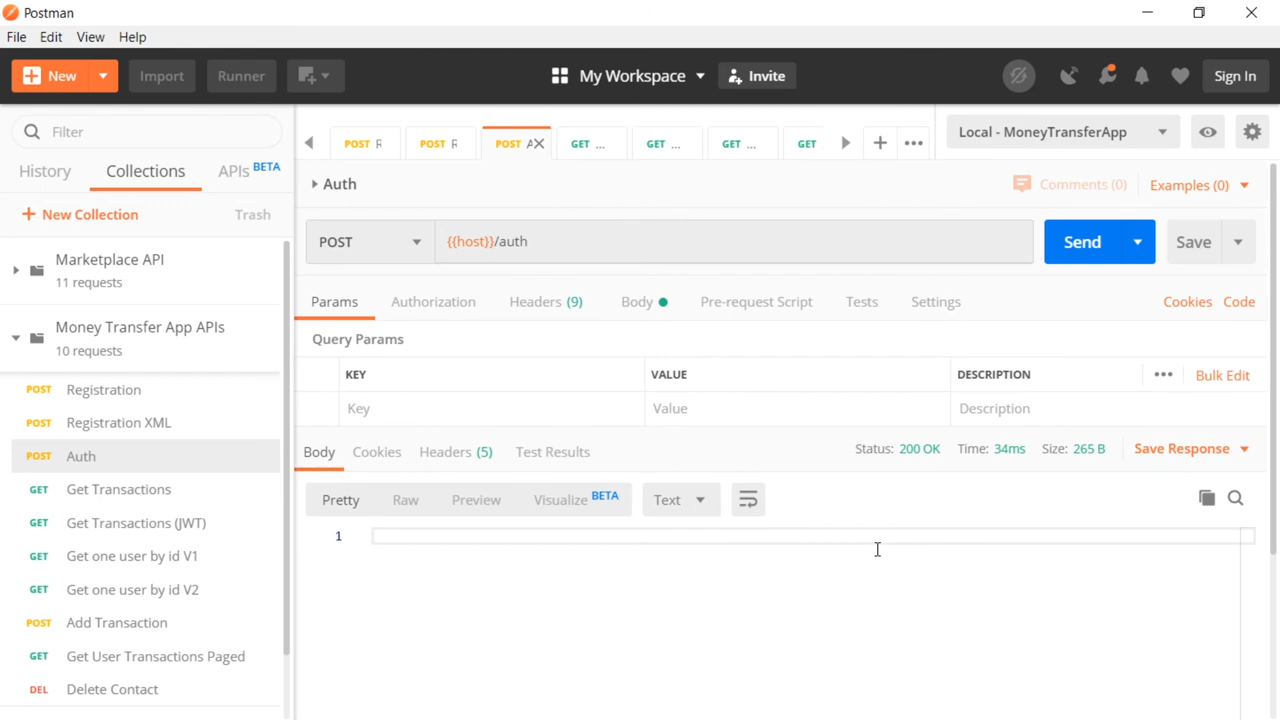 Postman
File Edit View Help
New Import Runner My Workspace Invite Sign In
Filter
History Collections APIs BETA
New Collection Trash
Marketplace API
11 requests
Money Transfer App APIs
10 requests
POST Registration
POST Registration XML
POST Auth
GET Get Transactions
GET Get Transactions (JWT)
GET Get one user by id V1
GET Get one user by id V2
POST Add Transaction
GET Get User Transactions Paged
DEL Delete Contact
POST R POST R POST A GET ... GET ... GET ... GET
Local - MoneyTransferApp
Auth Comments (0) Examples (0)
POST {{host}}/auth Send Save
Params Authorization Headers (9) Body Pre-request Script Tests Settings Cookies Code
Query Params
KEY VALUE DESCRIPTION Bulk Edit
Key Value Description
Body Cookies Headers (5) Test Results Status: 200 OK Time: 34ms Size: 265 B Save Response
Pretty Raw Preview Visualize BETA Text
1